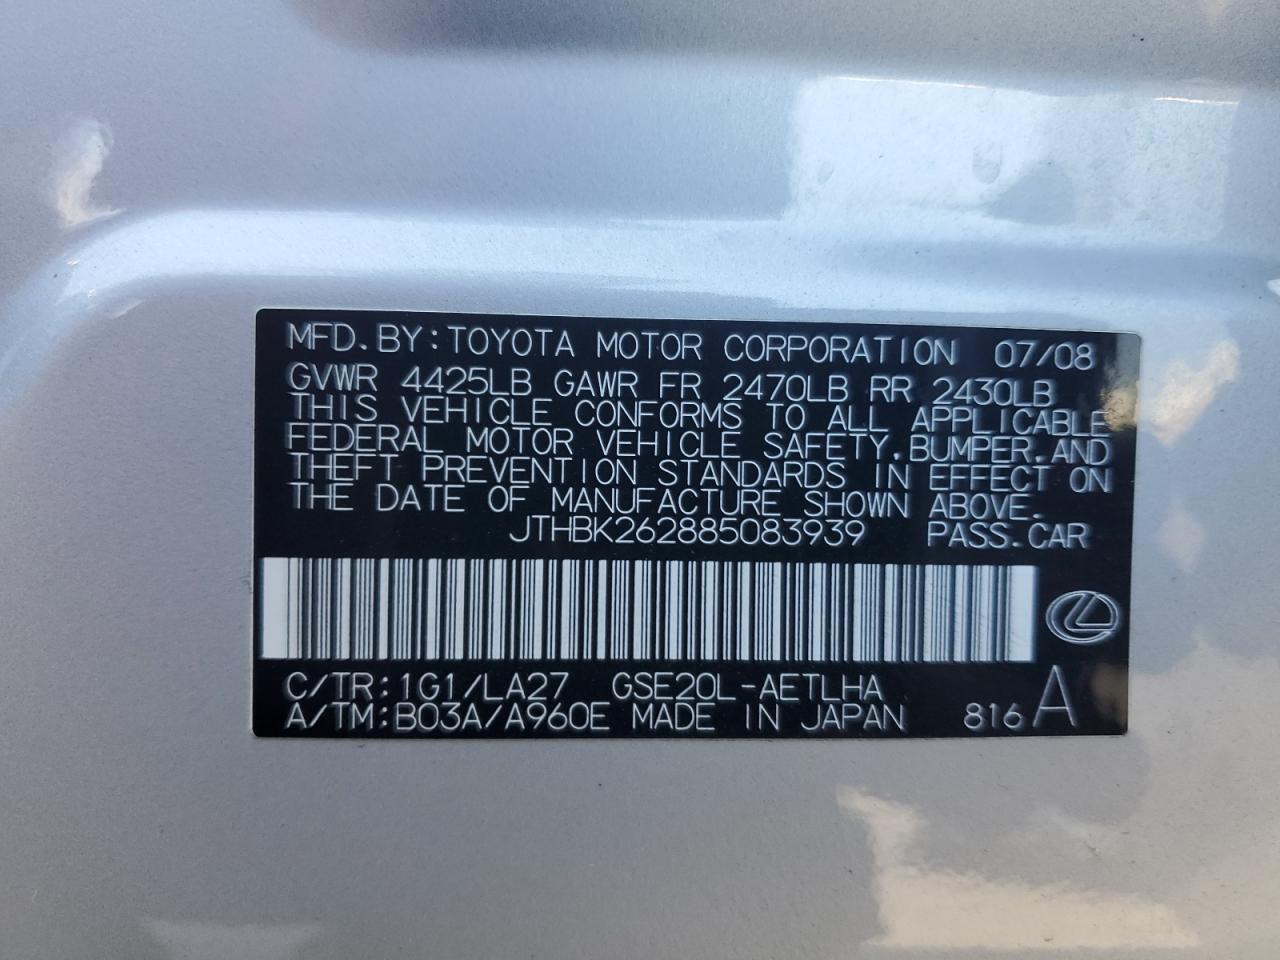 MFD. BY: TOYOTA MOTOR CORPORATION 07/08
GVWR 4425LB GAWR FR 2470LB RR 2430LB
THIS VEHICLE CONFORMS TO ALL APPLICABLE
FEDERAL MOTOR VEHICLE SAFETY, BUMPER, AND
THEFT PREVENTION STANDARDS IN EFFECT ON
THE DATE OF MANUFACTURE SHOWN ABOVE.
JTHBK262885083939 PASS. CAR
C/TR: 1G1/LA27 GSE20L-AETLHA
A/TM: B03A/A960E MADE IN JAPAN 816 A